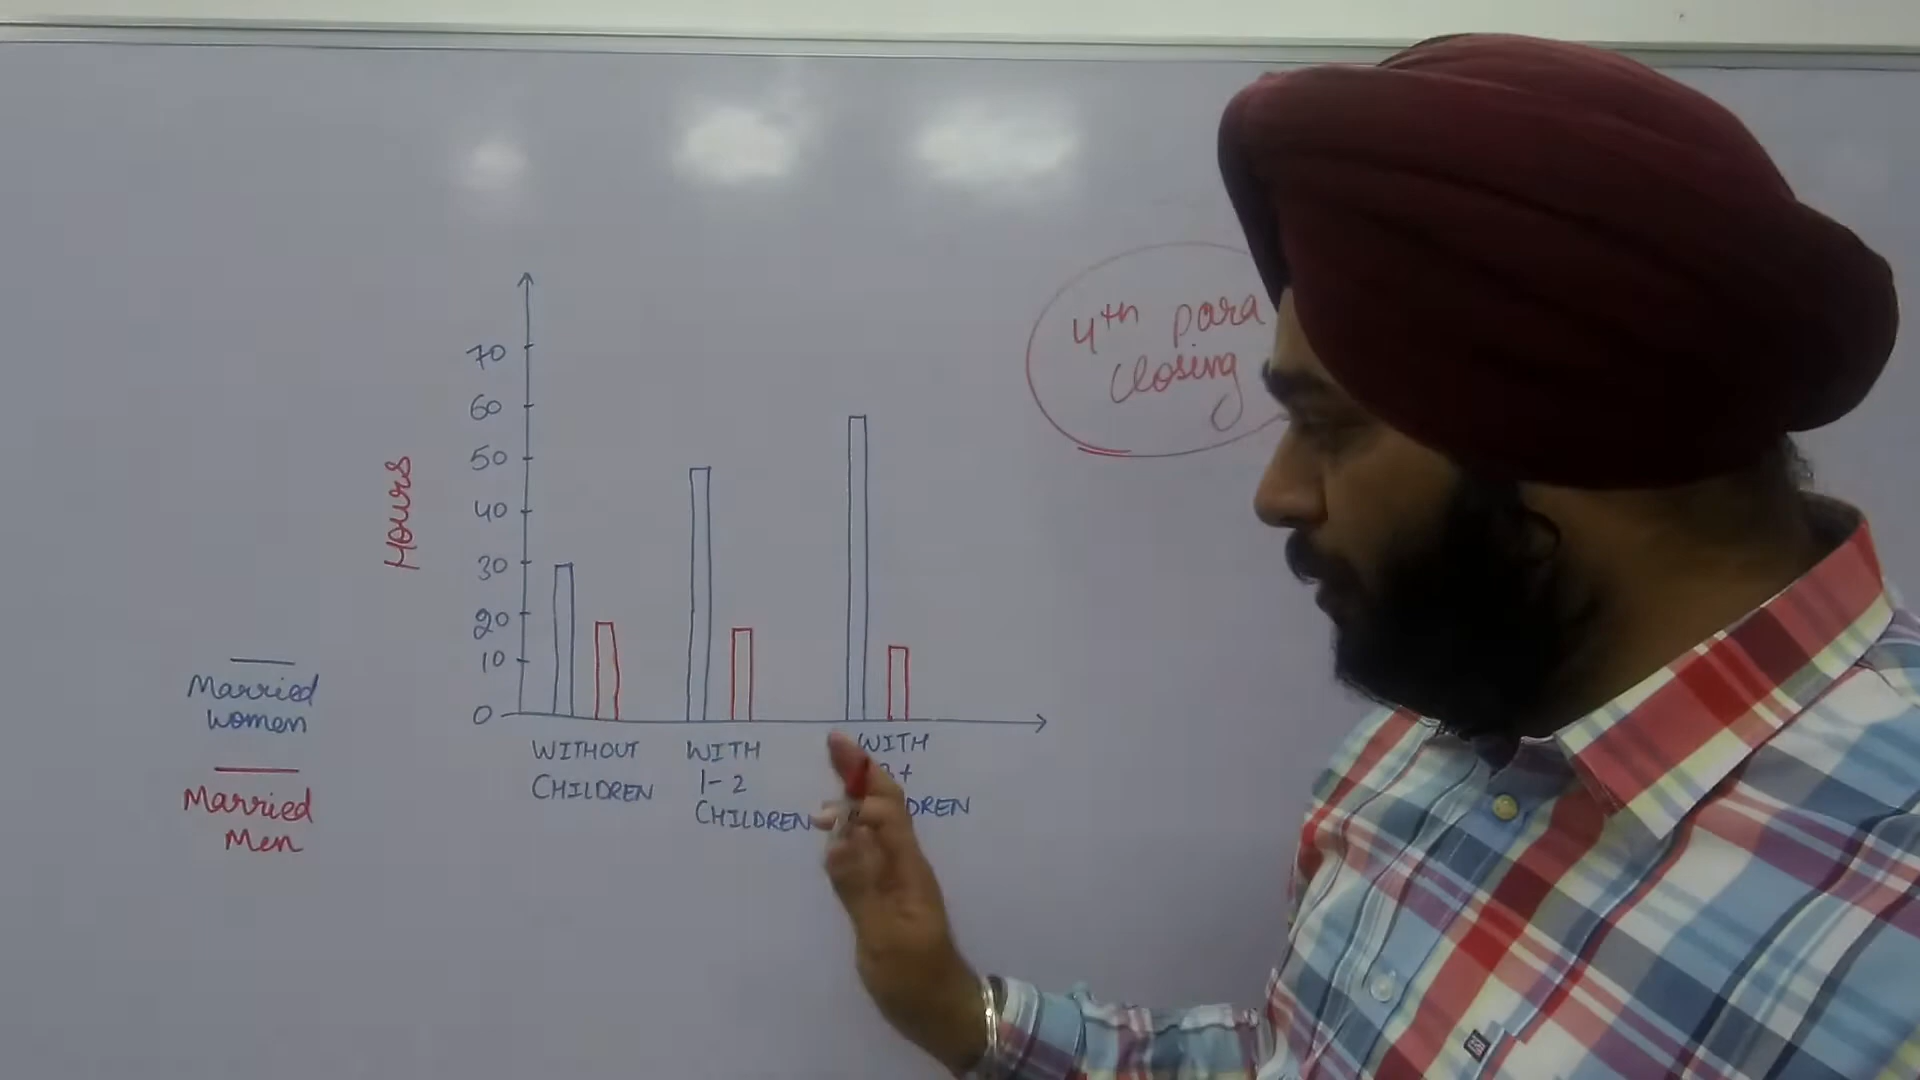 4th para
closing
70
60
50
40
30
20
10
0
Hours
Married
women
Married
Men
WITHOUT
CHILDREN
WITH
1-2
CHILDREN
WITH